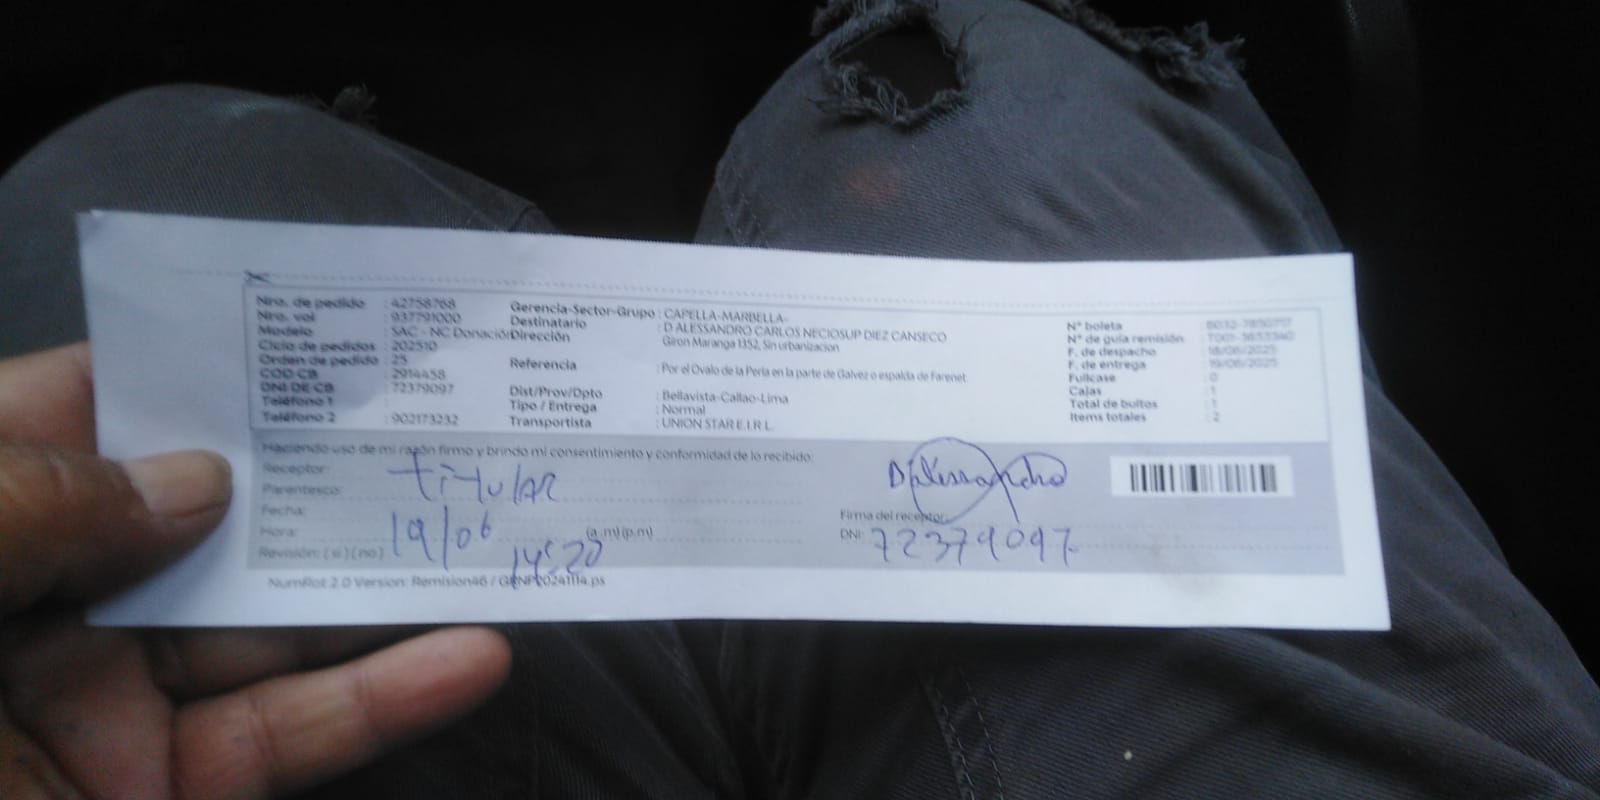 Nro. de pedido : 42758768
Nro. vol : 937791000
Modelo : SAC - NC Donación
Ciclo de pedidos : 202510
Orden de pedido : 25
COD CB : 2914458
DNI DE CB : 72379097
Teléfono 1 :
Teléfono 2 : 902173232
Gerencia-Sector-Grupo : CAPELLA-MARBELLA-
Destinatario : D ALESSANDRO CARLOS NECIOSUP DIEZ CANSECO
Dirección : Giron Maranga 1352, Sin urbanizacion
Referencia : Por el Ovalo de la Perla en la parte de Galvez o espalda de Farenet
Dist/Prov/Dpto : Bellavista-Callao-Lima
Tipo / Entrega : Normal
Transportista : UNION STAR E.I.R.L.
N° boleta :
N° de guía remisión :
F. de despacho : 18/06/2025
F. de entrega : 19/06/2025
Fullcase : 0
Cajas : 1
Total de bultos : 1
Items totales : 2
Haciendo uso de mi razón firmo y brindo mi consentimiento y conformidad de lo recibido:
Receptor:
Parentesco: titular
Fecha: 19/06
Hora: 14:20 (a.m)(p.m)
Revisión: (si) (no)
D'Alessandro
Firma del receptor:
DNI: 72379097
NumRot 2.0 Version: Remision46 / GRNP20241114.ps